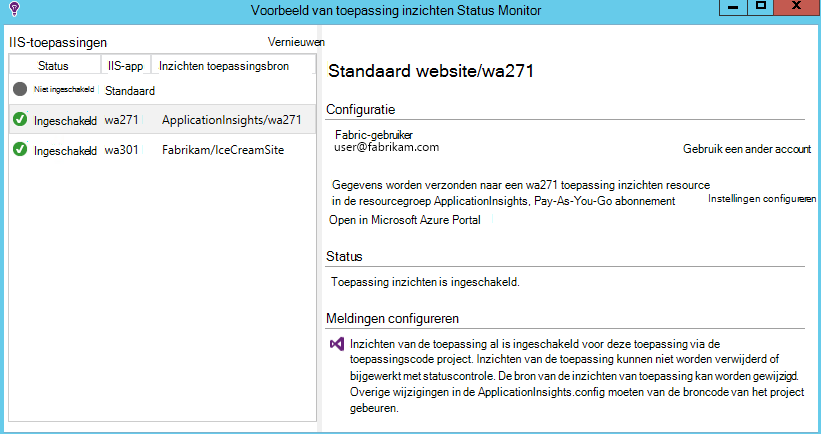 Voorbeeld van toepassing inzichten Status Monitor
IIS-toepassingen
Vernieuwen
Status IIS-app Inzichten toepassingsbron
Niet ingeschakeld Standaard
Ingeschakeld wa271 ApplicationInsights/wa271
Ingeschakeld wa301 Fabrikam/IceCreamSite
Standaard website/wa271
Configuratie
Fabric-gebruiker
user@fabrikam.com
Gebruik een ander account
Gegevens worden verzonden naar een wa271 toepassing inzichten resource
in de resourcegroep ApplicationInsights, Pay-As-You-Go abonnement
Instellingen configureren
Open in Microsoft Azure Portal
Status
Toepassing inzichten is ingeschakeld.
Meldingen configureren
Inzichten van de toepassing al is ingeschakeld voor deze toepassing via de
toepassingscode project. Inzichten van de toepassing kunnen niet worden verwijderd of
bijgewerkt met statuscontrole. De bron van de inzichten van toepassing kan worden gewijzigd.
Overige wijzigingen in de ApplicationInsights.config moeten van de broncode van het project
gebeuren.